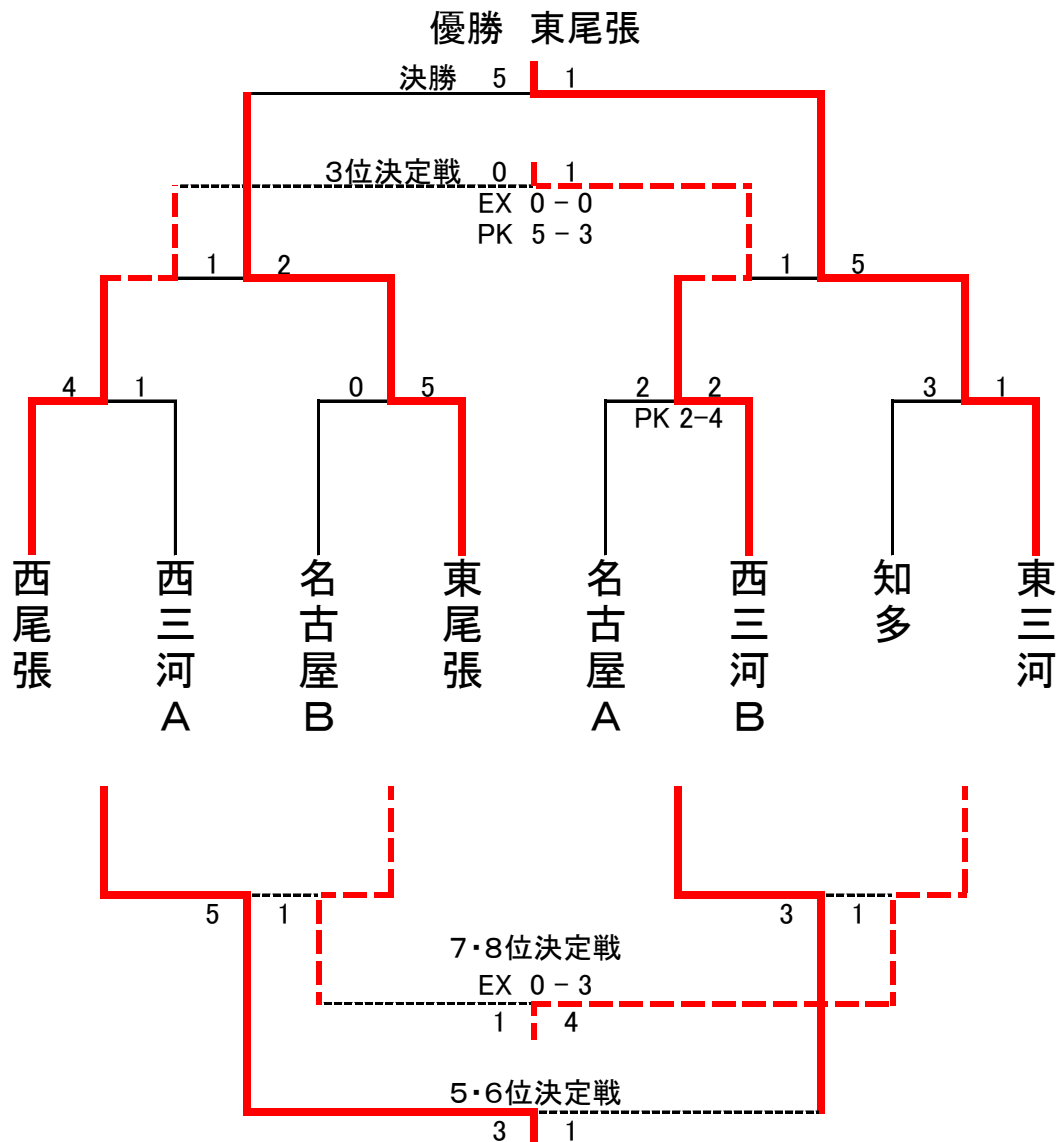 優勝 東尾張
決勝 5 1
3位決定戦 0 1
EX 0-0
PK 5-3
1 2 1 5
4 1 0 5 2 2 3 1
PK 2-4
西尾張 西三河A 名古屋B 東尾張 名古屋A 西三河B 知多 東三河
5 1 3 1
7・8位決定戦
EX 0-3
1 4
5・6位決定戦
3 1